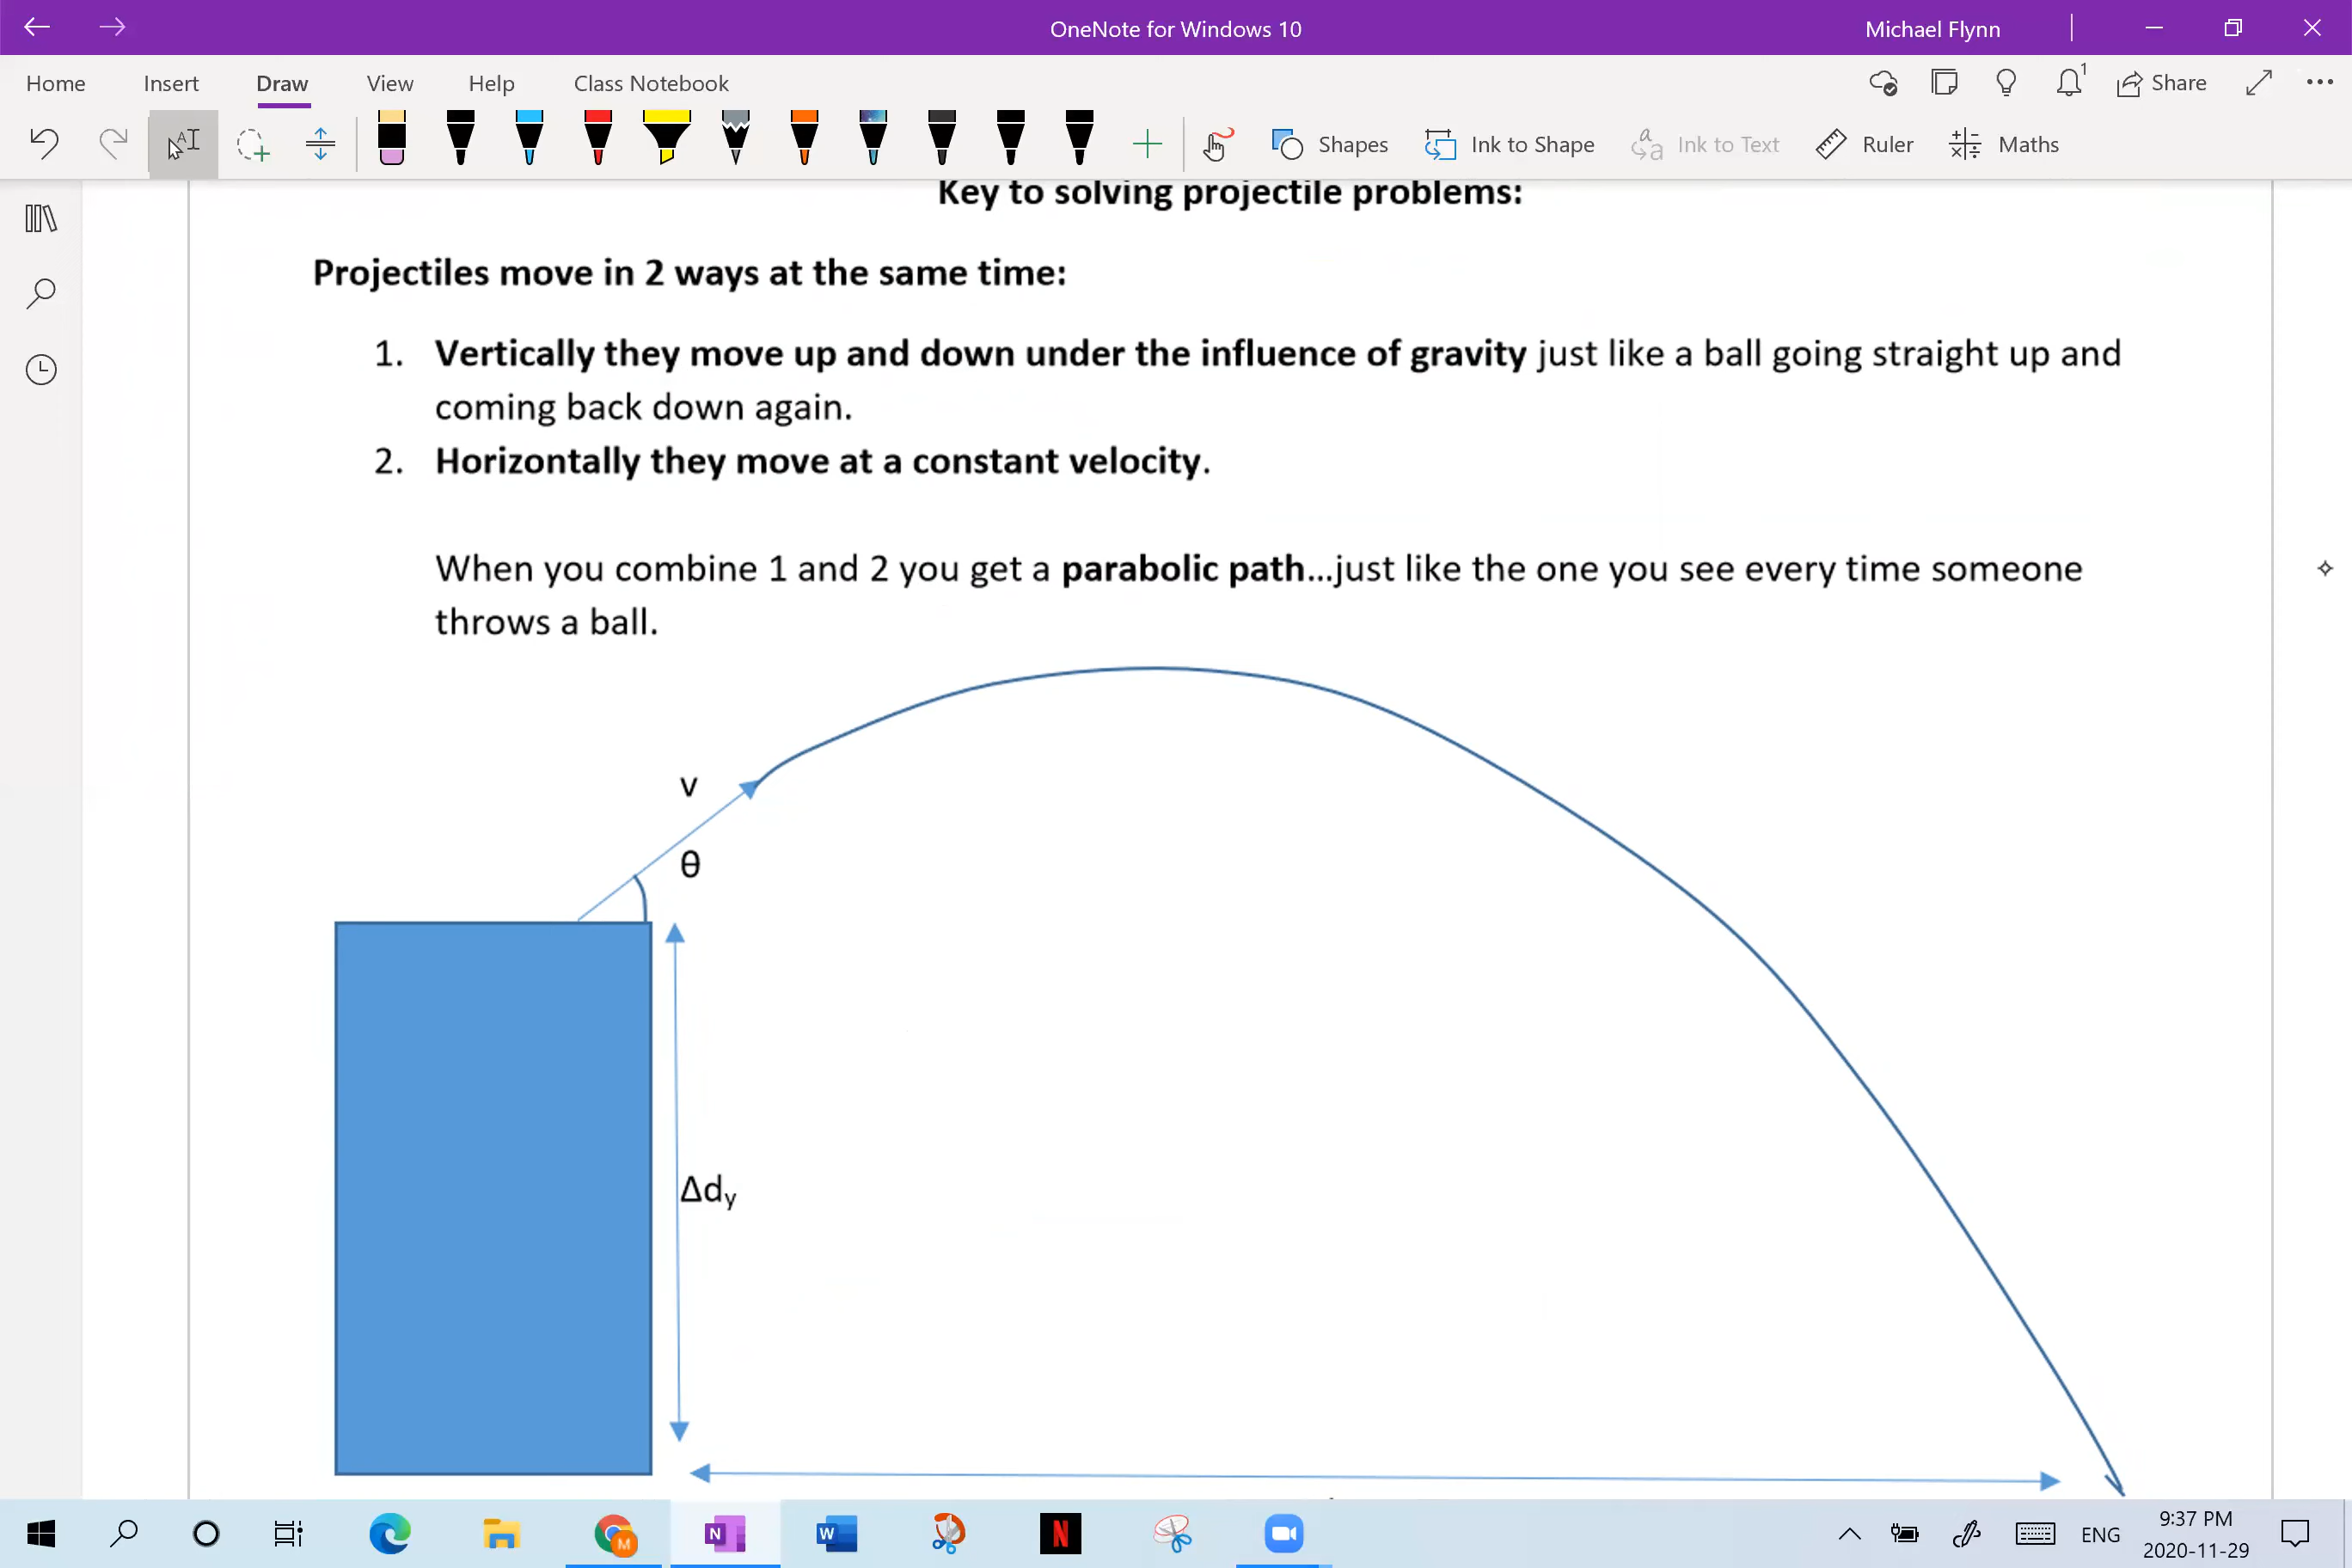 OneNote for Windows 10
Michael Flynn
Home Insert Draw View Help Class Notebook
1
Share
Shapes Ink to Shape Ink to Text Ruler Maths
Key to solving projectile problems:
Projectiles move in 2 ways at the same time:
1. Vertically they move up and down under the influence of gravity just like a ball going straight up and
coming back down again.
2. Horizontally they move at a constant velocity.
When you combine 1 and 2 you get a parabolic path...just like the one you see every time someone
throws a ball.
v
θ
Δdy
ENG
9:37 PM
2020-11-29